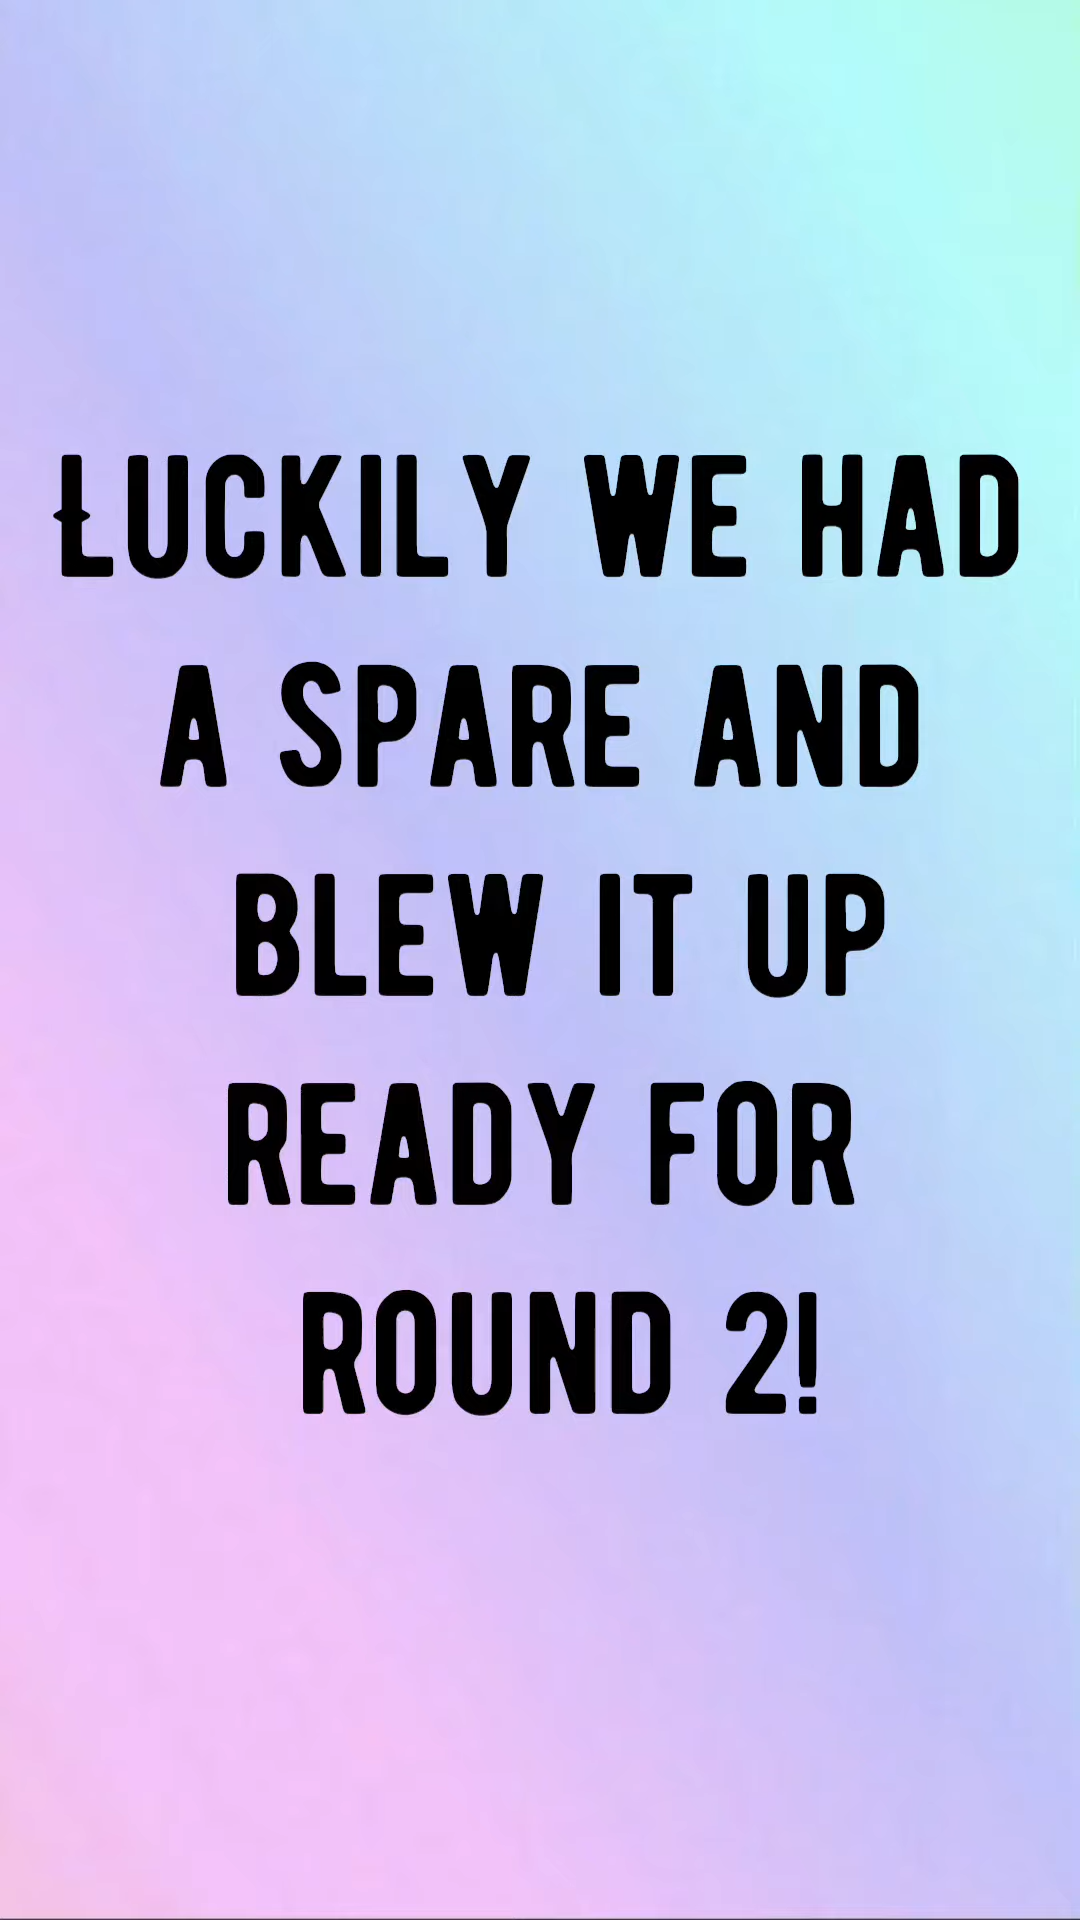 Luckily we had
a spare and
blew it up
ready for
round 2!